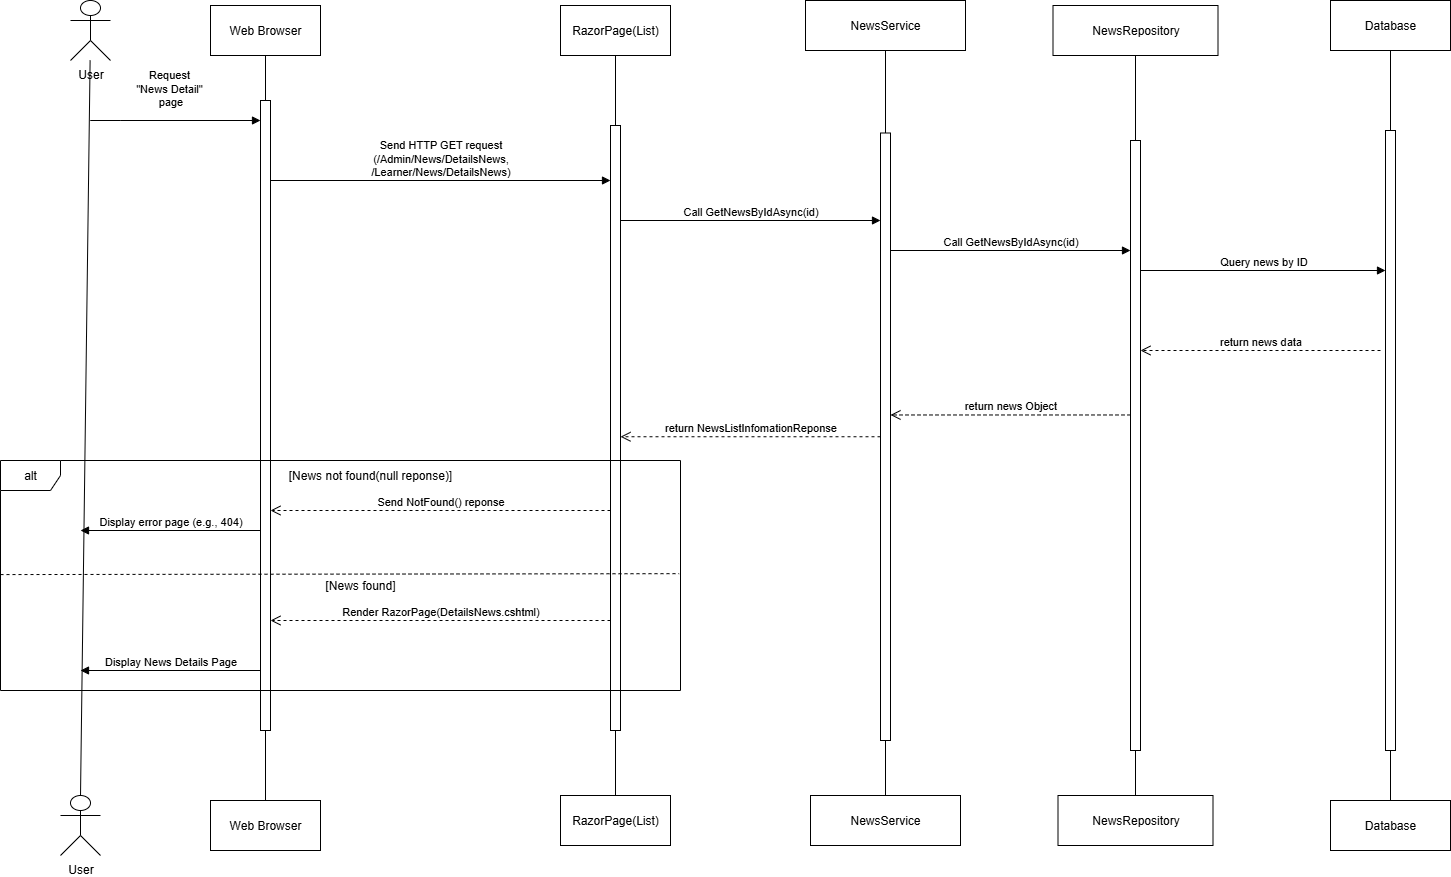 User
Web Browser
RazorPage(List)
NewsService
NewsRepository
Database
Request
"News Detail"
page
Send HTTP GET request
(/Admin/News/DetailsNews,
/Learner/News/DetailsNews)
Call GetNewsByIdAsync(id)
Call GetNewsByIdAsync(id)
Query news by ID
return news data
return news Object
return NewsListInfomationReponse
alt
[News not found(null reponse)]
Send NotFound() reponse
Display error page (e.g., 404)
[News found]
Render RazorPage(DetailsNews.cshtml)
Display News Details Page
User
Web Browser
RazorPage(List)
NewsService
NewsRepository
Database